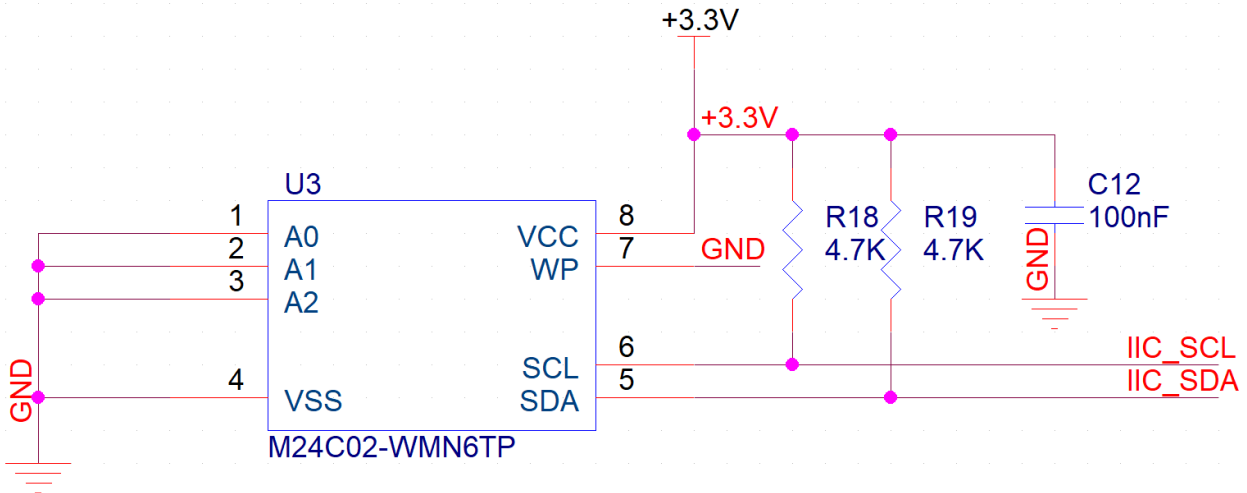 +3.3V
+3.3V
U3
C12
100nF
R18
4.7K
R19
4.7K
1
A0
2
A1
3
A2
4
VSS
8
VCC
7
WP
GND
6
SCL
5
SDA
GND
GND
IIC_SCL
IIC_SDA
M24C02-WMN6TP